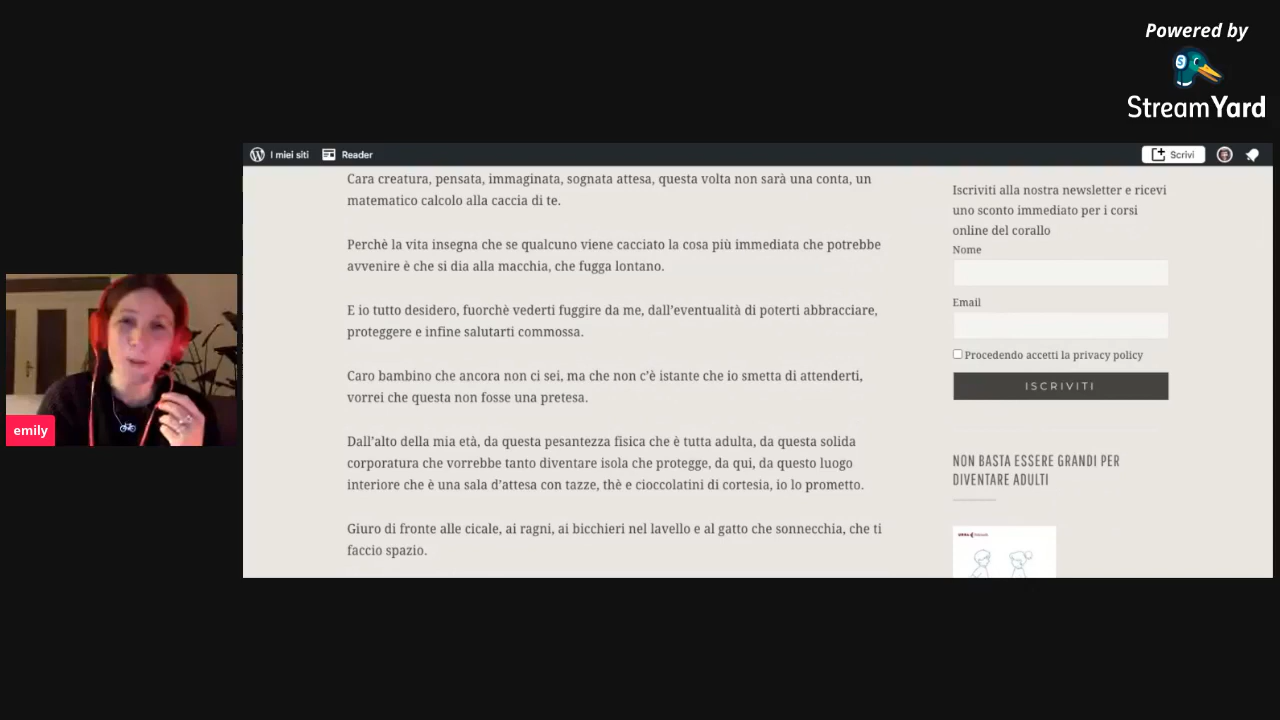 Powered by
StreamYard
I miei siti
Reader
Scrivi
Cara creatura, pensata, immaginata, sognata attesa, questa volta non sarà una conta, un
matematico calcolo alla caccia di te.
Perchè la vita insegna che se qualcuno viene cacciato la cosa più immediata che potrebbe
avvenire è che si dia alla macchia, che fugga lontano.
E io tutto desidero, fuorchè vederti fuggire da me, dall'eventualità di poterti abbracciare,
proteggere e infine salutarti commossa.
Caro bambino che ancora non ci sei, ma che non c'è istante che io smetta di attenderti,
vorrei che questa non fosse una pretesa.
Dall'alto della mia età, da questa pesantezza fisica che è tutta adulta, da questa solida
corporatura che vorrebbe tanto diventare isola che protegge, da qui, da questo luogo
interiore che è una sala d'attesa con tazze, thè e cioccolatini di cortesia, io lo prometto.
Giuro di fronte alle cicale, ai ragni, ai bicchieri nel lavello e al gatto che sonnecchia, che ti
faccio spazio.
Iscriviti alla nostra newsletter e ricevi
uno sconto immediato per i corsi
online del corallo
Nome
Email
Procedendo accetti la privacy policy
ISCRIVITI
NON BASTA ESSERE GRANDI PER
DIVENTARE ADULTI
emily